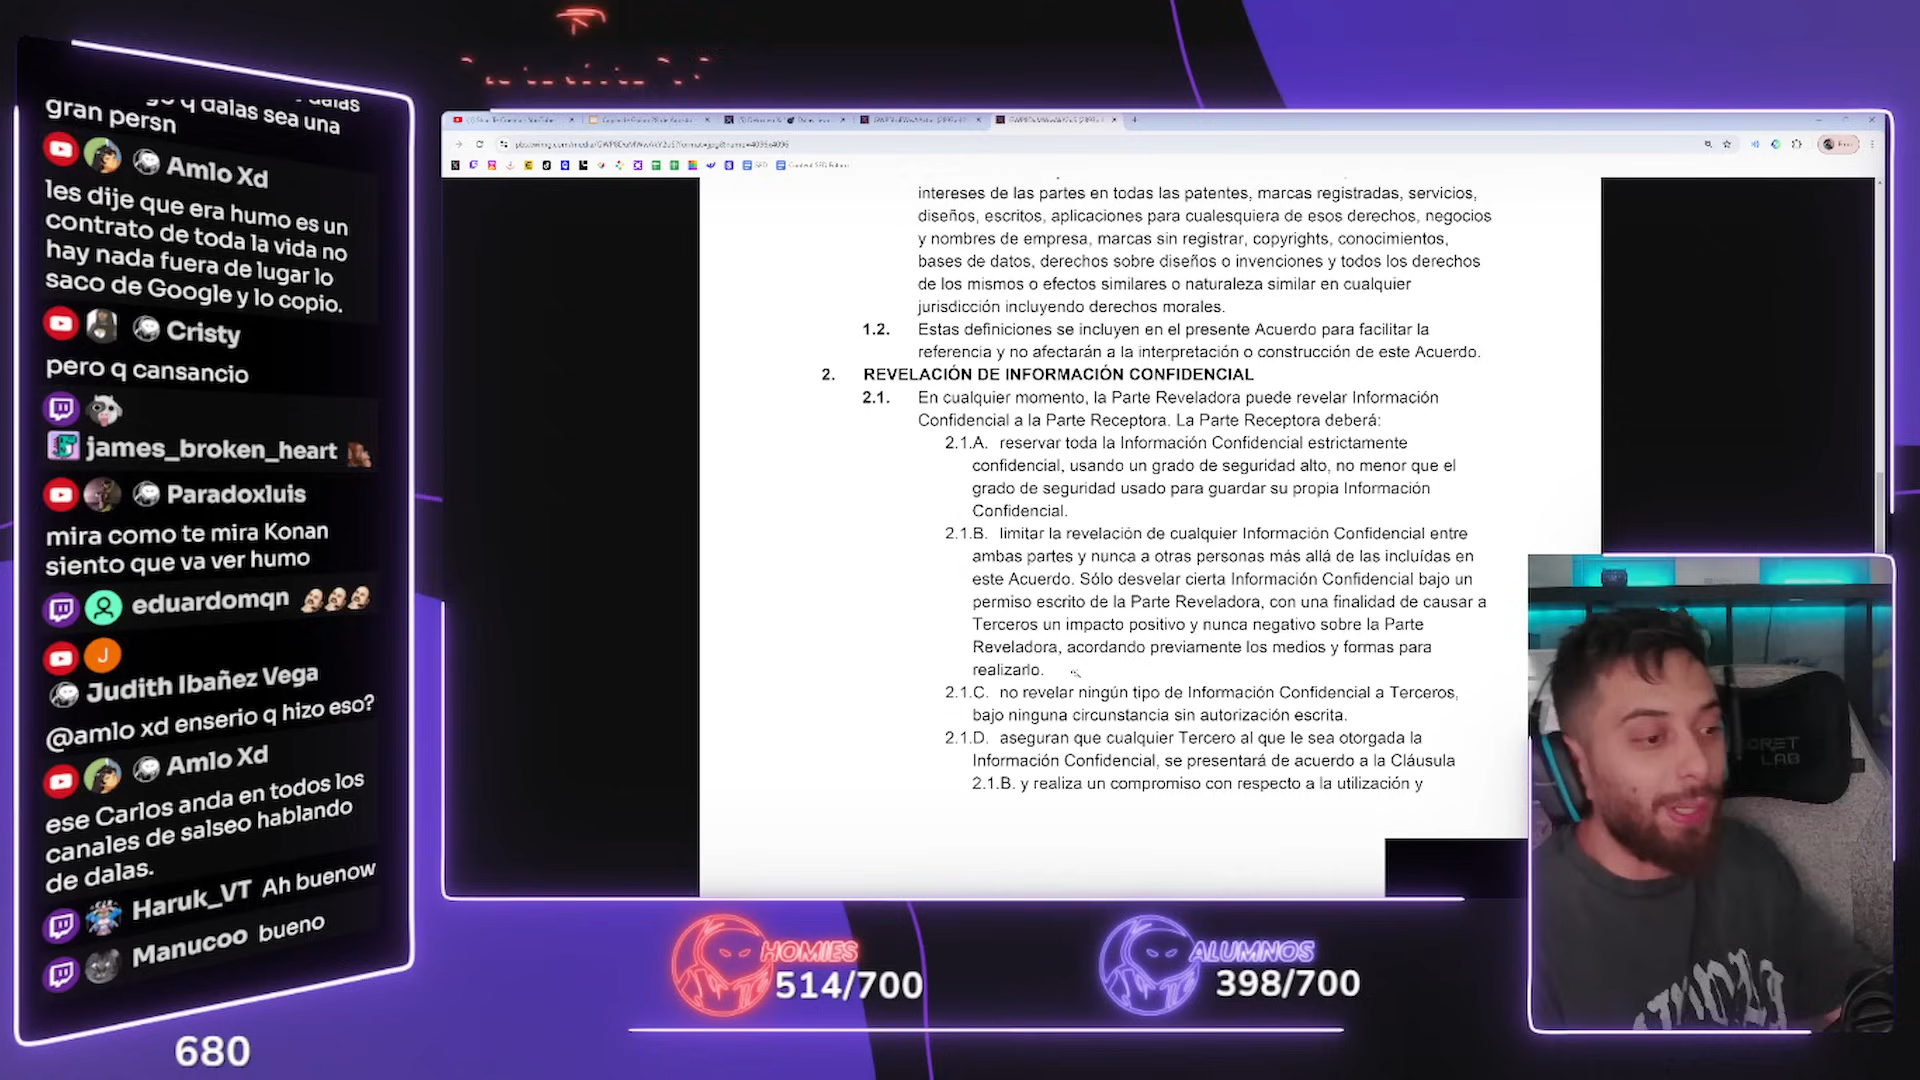 gran persn
q dalas sea una
Amlo Xd
les dije que era humo es un
contrato de toda la vida no
hay nada fuera de lugar lo
saco de Google y lo copio.
Cristy
pero q cansancio
james_broken_heart
Paradoxluis
mira como te mira Konan
siento que va ver humo
eduardomqn
J
Judith Ibañez Vega
@amlo xd enserio q hizo eso?
Amlo Xd
ese Carlos anda en todos los
canales de salseo hablando
de dalas.
Haruk_VT Ah buenow
Manucoo bueno
680
intereses de las partes en todas las patentes, marcas registradas, servicios,
diseños, escritos, aplicaciones para cualesquiera de esos derechos, negocios
y nombres de empresa, marcas sin registrar, copyrights, conocimientos,
bases de datos, derechos sobre diseños o invenciones y todos los derechos
de los mismos o efectos similares o naturaleza similar en cualquier
jurisdicción incluyendo derechos morales.
1.2. Estas definiciones se incluyen en el presente Acuerdo para facilitar la
referencia y no afectarán a la interpretación o construcción de este Acuerdo.
2. REVELACIÓN DE INFORMACIÓN CONFIDENCIAL
2.1. En cualquier momento, la Parte Reveladora puede revelar Información
Confidencial a la Parte Receptora. La Parte Receptora deberá:
2.1.A. reservar toda la Información Confidencial estrictamente
confidencial, usando un grado de seguridad alto, no menor que el
grado de seguridad usado para guardar su propia Información
Confidencial.
2.1.B. limitar la revelación de cualquier Información Confidencial entre
ambas partes y nunca a otras personas más allá de las incluídas en
este Acuerdo. Sólo desvelar cierta Información Confidencial bajo un
permiso escrito de la Parte Reveladora, con una finalidad de causar a
Terceros un impacto positivo y nunca negativo sobre la Parte
Reveladora, acordando previamente los medios y formas para
realizarlo.
2.1.C. no revelar ningún tipo de Información Confidencial a Terceros,
bajo ninguna circunstancia sin autorización escrita.
2.1.D. aseguran que cualquier Tercero al que le sea otorgada la
Información Confidencial, se presentará de acuerdo a la Cláusula
2.1.B. y realiza un compromiso con respecto a la utilización y
HOMIES
514/700
ALUMNOS
398/700
LAB